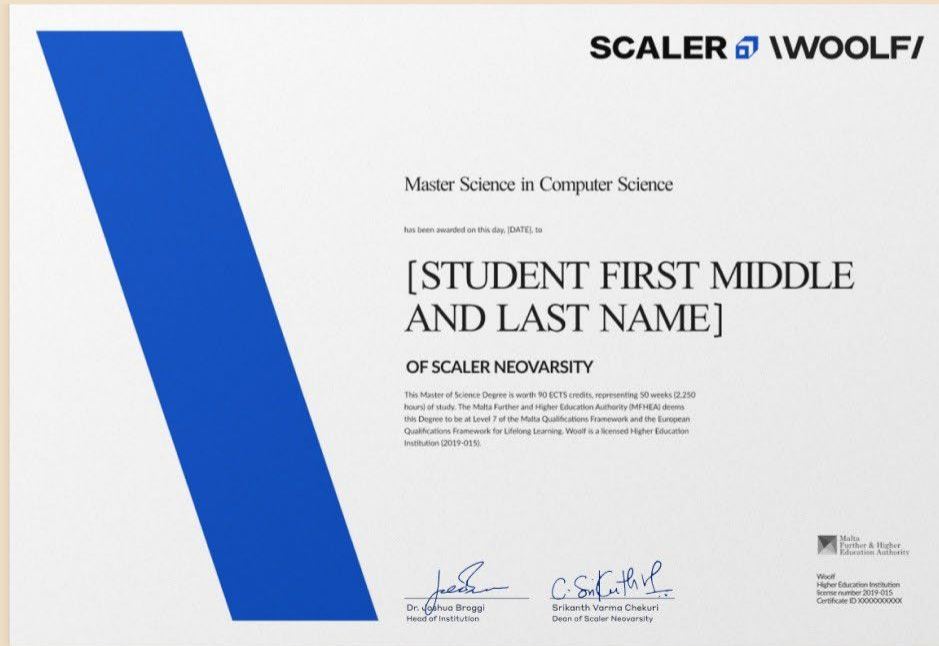 SCALER \WOOLF/
Master Science in Computer Science
has been awarded on this day, [DATE], to
[STUDENT FIRST MIDDLE
AND LAST NAME]
OF SCALER NEOVARSITY
This Master of Science Degree is worth 90 ECTS credits, representing 50 weeks (2,250
hours) of study. The Malta Further and Higher Education Authority (MFHEA) deems
this Degree to be at Level 7 of the Malta Qualifications Framework and the European
Qualifications Framework for Lifelong Learning. Woolf is a licensed Higher Education
Institution (2019-015).
C. Srikuth V.
Dr. Joshua Broggi
Head of Institution
Srikanth Varma Chekuri
Dean of Scaler Neovarsity
Malta
Further & Higher
Education Authority
Woolf
Higher Education Institution
license number 2019-015
Certificate ID XXXXXXXXXX